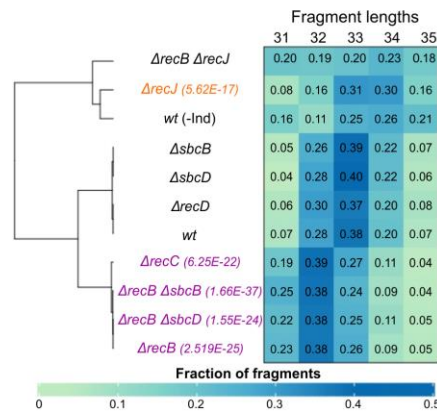 Fragment lengths
31 32 33 34 35
ΔrecB ΔrecJ 0.20 0.19 0.20 0.23 0.18
ΔrecJ (5.62E-17) 0.08 0.16 0.31 0.30 0.16
wt (-Ind) 0.16 0.11 0.25 0.26 0.21
ΔsbcB 0.05 0.26 0.39 0.22 0.07
ΔsbcD 0.04 0.28 0.40 0.22 0.06
ΔrecD 0.06 0.30 0.37 0.20 0.08
wt 0.07 0.28 0.38 0.20 0.07
ΔrecC (6.25E-22) 0.19 0.39 0.27 0.11 0.04
ΔrecB ΔsbcB (1.66E-37) 0.25 0.38 0.24 0.09 0.04
ΔrecB ΔsbcD (1.55E-24) 0.22 0.38 0.25 0.11 0.05
ΔrecB (2.519E-25) 0.23 0.38 0.26 0.09 0.05
Fraction of fragments
0 0.1 0.2 0.3 0.4 0.5